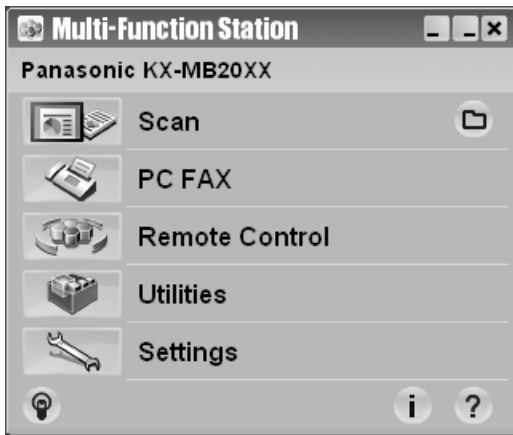 Multi-Function Station
Panasonic KX-MB20XX
Scan
PC FAX
Remote Control
Utilities
Settings
i ?